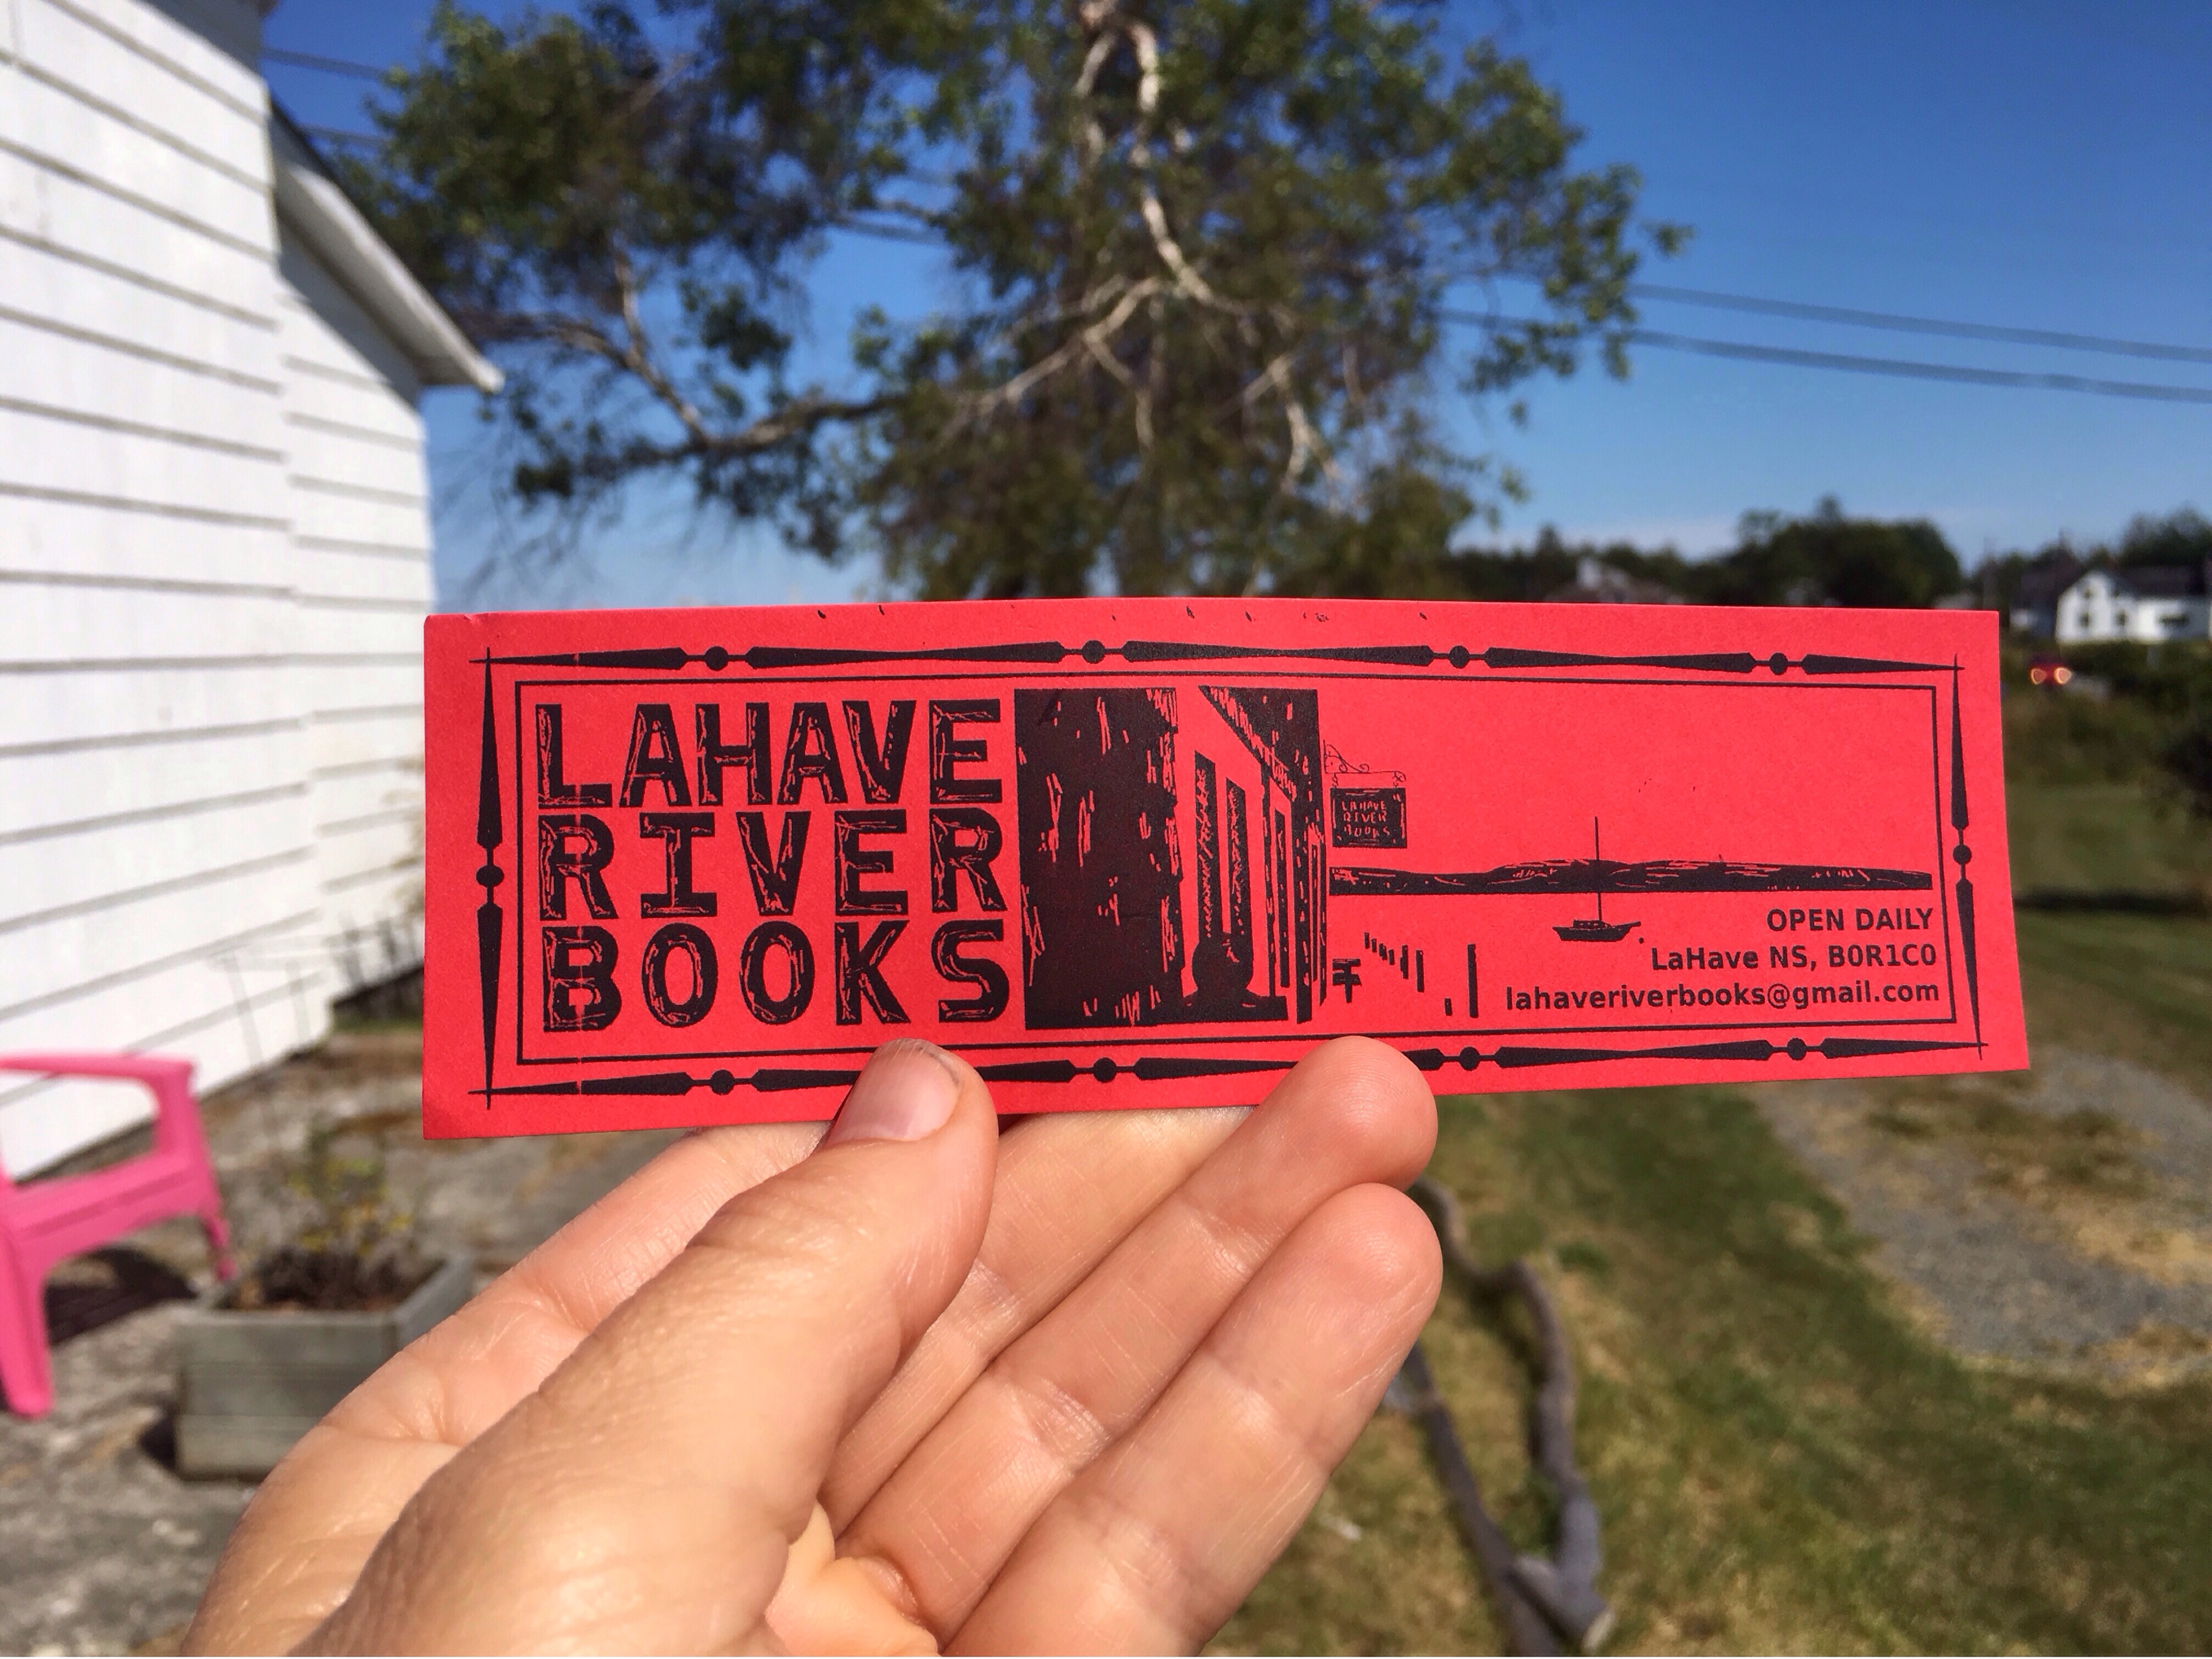 LAHAVE
RIVER
BOOKS
LAHAVE
RIVER
BOOKS
OPEN DAILY
LaHave NS, B0R1C0
lahaveriverbooks@gmail.com